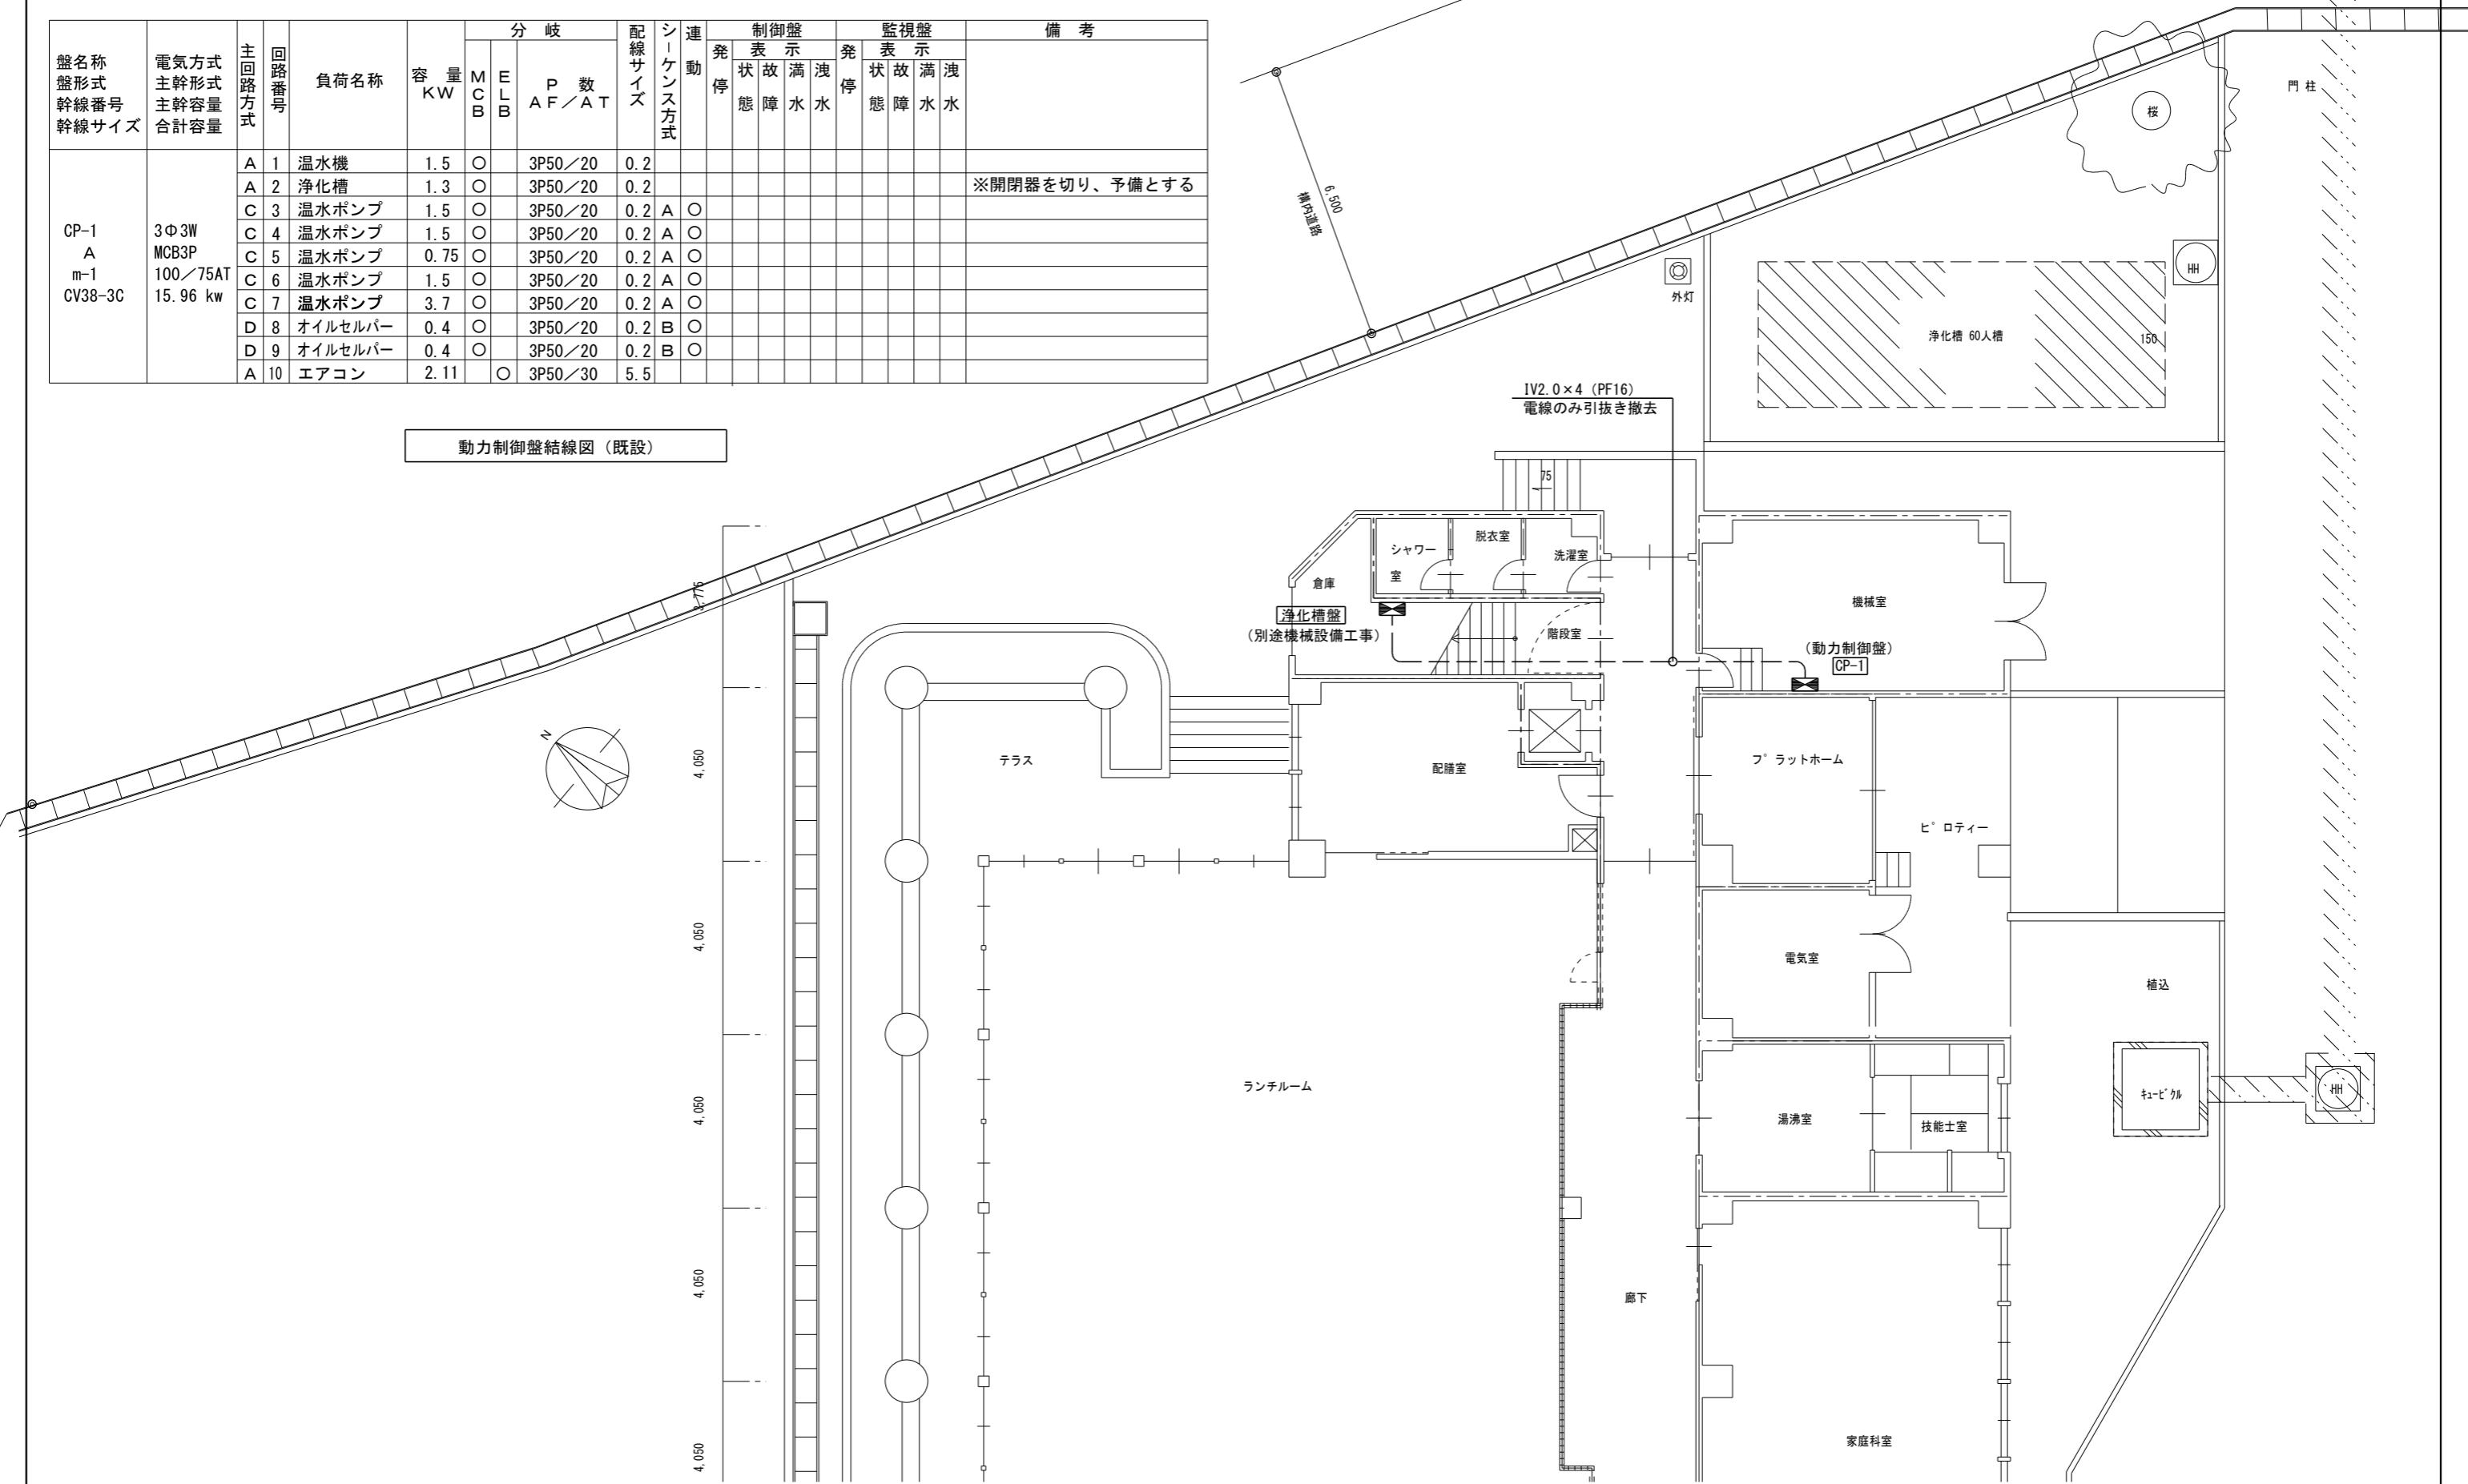 盤名称
盤形式
幹線番号
幹線サイズ
電気方式
主幹形式
主幹容量
合計容量
主回路方式
回路番号
負荷名称
容量
KW
分岐
MCB
ELB
P数
AF/AT
配線サイズ
シーケンス方式
連動
制御盤
発停
表示
状態
故障
満水
洩水
監視盤
発停
表示
状態
故障
満水
洩水
備考
CP-1
A
m-1
CV38-3C
3Φ3W
MCB3P
100/75AT
15.96 kw
A 1 温水機 1.5 ○ 3P50/20 0.2
A 2 浄化槽 1.3 ○ 3P50/20 0.2 ※開閉器を切り、予備とする
C 3 温水ポンプ 1.5 ○ 3P50/20 0.2 A ○
C 4 温水ポンプ 1.5 ○ 3P50/20 0.2 A ○
C 5 温水ポンプ 0.75 ○ 3P50/20 0.2 A ○
C 6 温水ポンプ 1.5 ○ 3P50/20 0.2 A ○
C 7 温水ポンプ 3.7 ○ 3P50/20 0.2 A ○
D 8 オイルセルパー 0.4 ○ 3P50/20 0.2 B ○
D 9 オイルセルパー 0.4 ○ 3P50/20 0.2 B ○
A 10 エアコン 2.11 ○ 3P50/30 5.5
動力制御盤結線図（既設）
6,500
構内道路
門柱
桜
HH
外灯
浄化槽 60人槽
150
IV2.0×4 (PF16)
電線のみ引抜き撤去
75
シャワー
室
脱衣室
洗濯室
倉庫
浄化槽盤
(別途機械設備工事)
階段室
機械室
(動力制御盤)
CP-1
3,775
N
テラス
配膳室
プラットホーム
ピロティー
4,050
4,050
4,050
4,050
4,050
電気室
植込
ランチルーム
湯沸室
技能士室
キュービクル
HH
廊下
家庭科室